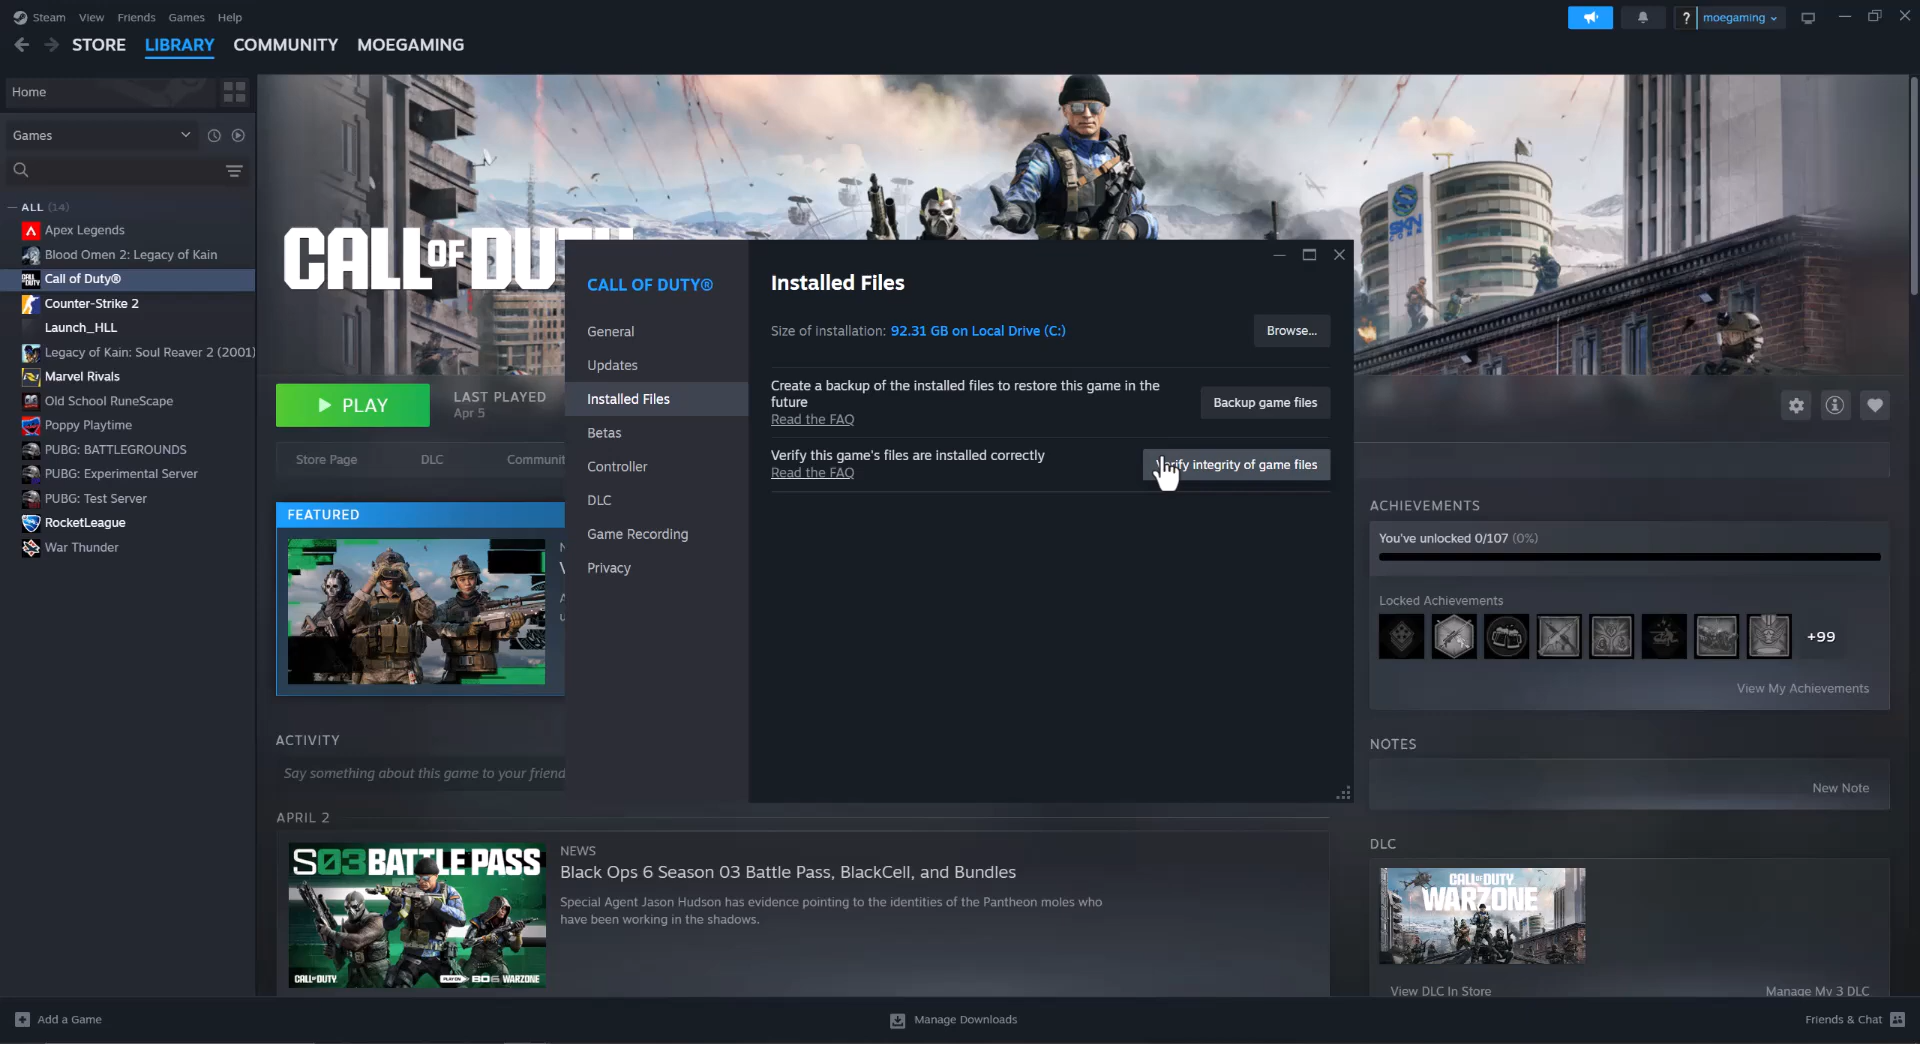 Steam View Friends Games Help
? moegaming
STORE LIBRARY COMMUNITY MOEGAMING
Home
Games
— ALL (14)
Apex Legends
Blood Omen 2: Legacy of Kain
Call of Duty®
Counter-Strike 2
Launch_HLL
Legacy of Kain: Soul Reaver 2 (2001)
Marvel Rivals
Old School RuneScape
Poppy Playtime
PUBG: BATTLEGROUNDS
PUBG: Experimental Server
PUBG: Test Server
RocketLeague
War Thunder
CALL OF DU
PLAY
LAST PLAYED
Apr 5
Store Page DLC Communit
FEATURED
ACTIVITY
Say something about this game to your friend
APRIL 2
S03 BATTLE PASS
CALL OF DUTY
BO6 WARZONE
NEWS
Black Ops 6 Season 03 Battle Pass, BlackCell, and Bundles
Special Agent Jason Hudson has evidence pointing to the identities of the Pantheon moles who
have been working in the shadows.
CALL OF DUTY®
General
Updates
Installed Files
Betas
Controller
DLC
Game Recording
Privacy
Installed Files
Size of installation: 92.31 GB on Local Drive (C:)
Browse...
Create a backup of the installed files to restore this game in the
future
Read the FAQ
Backup game files
Verify this game's files are installed correctly
Read the FAQ
rify integrity of game files
ACHIEVEMENTS
You've unlocked 0/107 (0%)
Locked Achievements
+99
View My Achievements
NOTES
New Note
DLC
CALL OF DUTY
WARZONE
View DLC In Store
Manage My 3 DLC
Add a Game
Manage Downloads
Friends & Chat